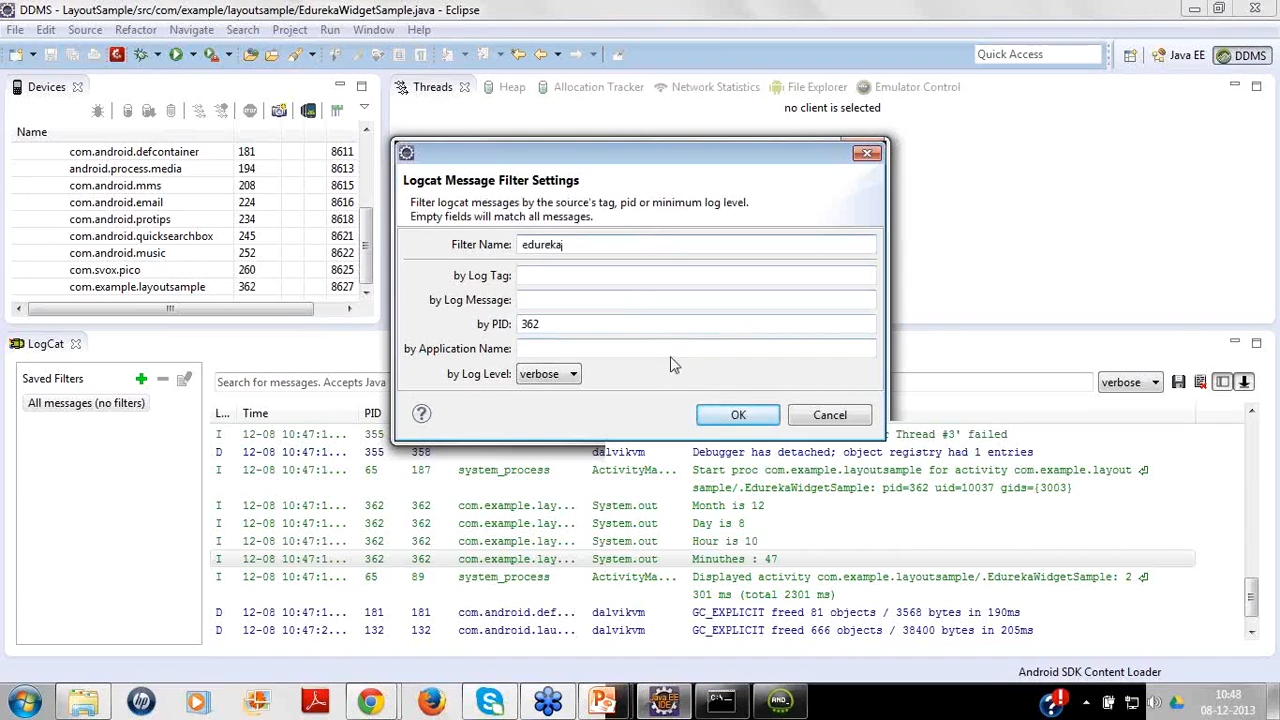 DDMS - LayoutSample/src/com/example/layoutsample/EdurekaWidgetSample.java - Eclipse
File Edit Source Refactor Navigate Search Project Run Window Help
Quick Access Java EE DDMS
Devices Threads Heap Allocation Tracker Network Statistics File Explorer Emulator Control
no client is selected
Name
com.android.defcontainer 181 8611
android.process.media 194 8613
com.android.mms 208 8615
com.android.email 224 8616
com.android.protips 234 8618
com.android.quicksearchbox 245 8621
com.android.music 252 8622
com.svox.pico 260 8625
com.example.layoutsample 362 8627
Logcat Message Filter Settings
Filter logcat messages by the source's tag, pid or minimum log level.
Empty fields will match all messages.
Filter Name: edureka
by Log Tag:
by Log Message:
by PID: 362
by Application Name:
by Log Level: verbose
OK Cancel
LogCat
Saved Filters
All messages (no filters)
Search for messages. Accepts Java verbose
L... Time PID
I 12-08 10:47:1... 355 Thread #3' failed
D 12-08 10:47:1... 355 358 dalvikvm Debugger has detached; object registry had 1 entries
I 12-08 10:47:1... 65 187 system_process ActivityMa... Start proc com.example.layoutsample for activity com.example.layout
sample/.EdurekaWidgetSample: pid=362 uid=10037 gids={3003}
I 12-08 10:47:1... 362 362 com.example.lay... System.out Month is 12
I 12-08 10:47:1... 362 362 com.example.lay... System.out Day is 8
I 12-08 10:47:1... 362 362 com.example.lay... System.out Hour is 10
I 12-08 10:47:1... 362 362 com.example.lay... System.out Minuthes : 47
I 12-08 10:47:1... 65 89 system_process ActivityMa... Displayed activity com.example.layoutsample/.EdurekaWidgetSample: 2
301 ms (total 2301 ms)
D 12-08 10:47:1... 181 181 com.android.def... dalvikvm GC_EXPLICIT freed 81 objects / 3568 bytes in 190ms
D 12-08 10:47:2... 132 132 com.android.lau... dalvikvm GC_EXPLICIT freed 666 objects / 38400 bytes in 205ms
Android SDK Content Loader
10:48
08-12-2013